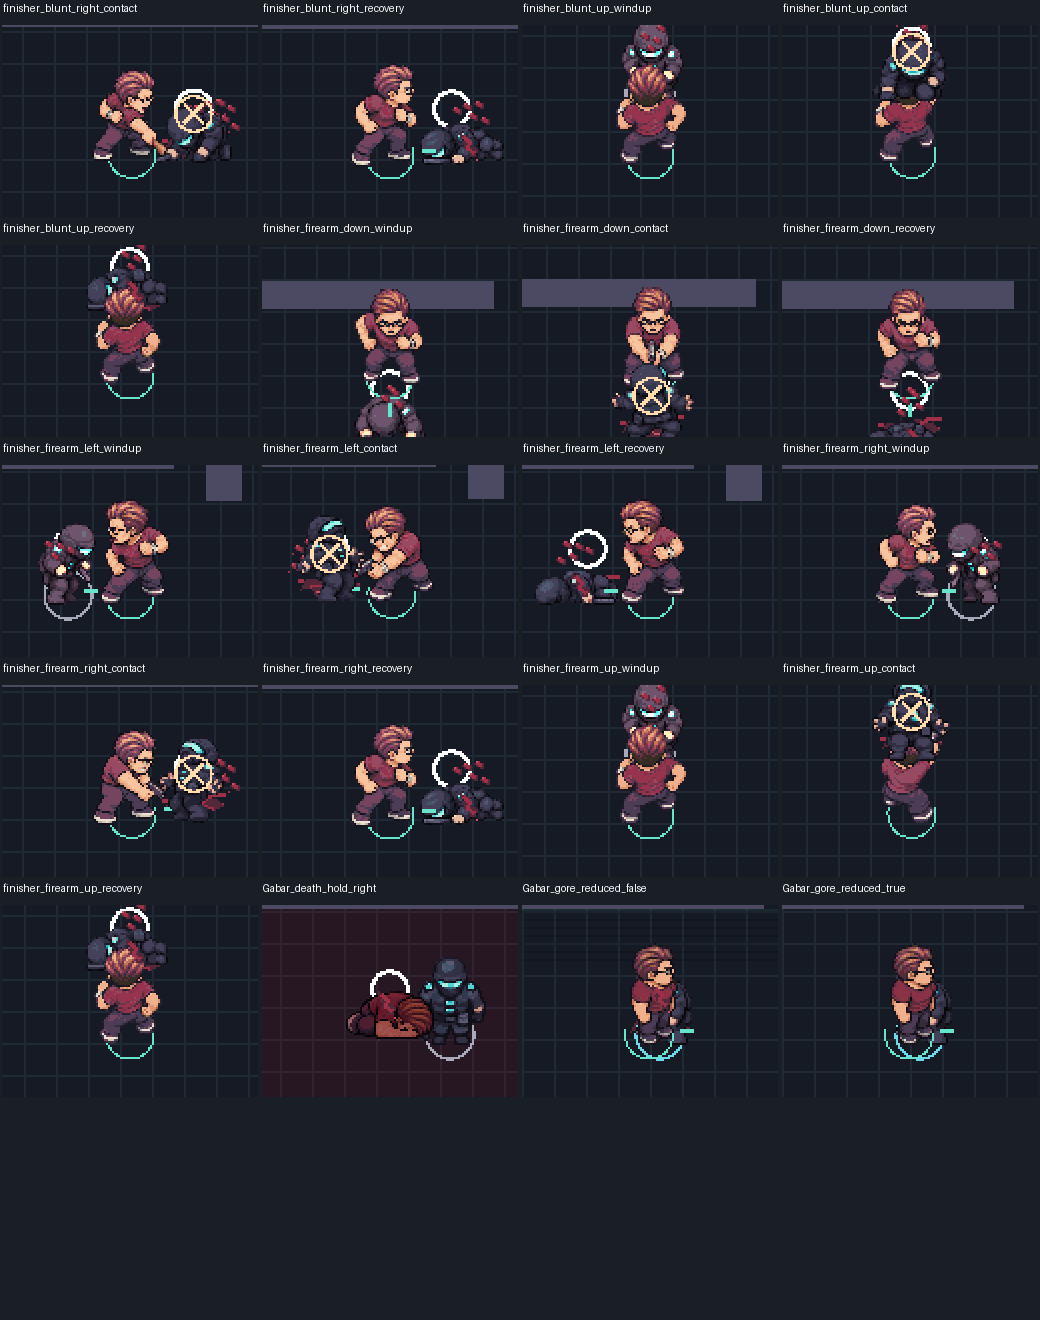 finisher_blunt_right_contact
finisher_blunt_right_recovery
finisher_blunt_up_windup
finisher_blunt_up_contact
finisher_blunt_up_recovery
finisher_firearm_down_windup
finisher_firearm_down_contact
finisher_firearm_down_recovery
finisher_firearm_left_windup
finisher_firearm_left_contact
finisher_firearm_left_recovery
finisher_firearm_right_windup
finisher_firearm_right_contact
finisher_firearm_right_recovery
finisher_firearm_up_windup
finisher_firearm_up_contact
finisher_firearm_up_recovery
Gabar_death_hold_right
Gabar_gore_reduced_false
Gabar_gore_reduced_true